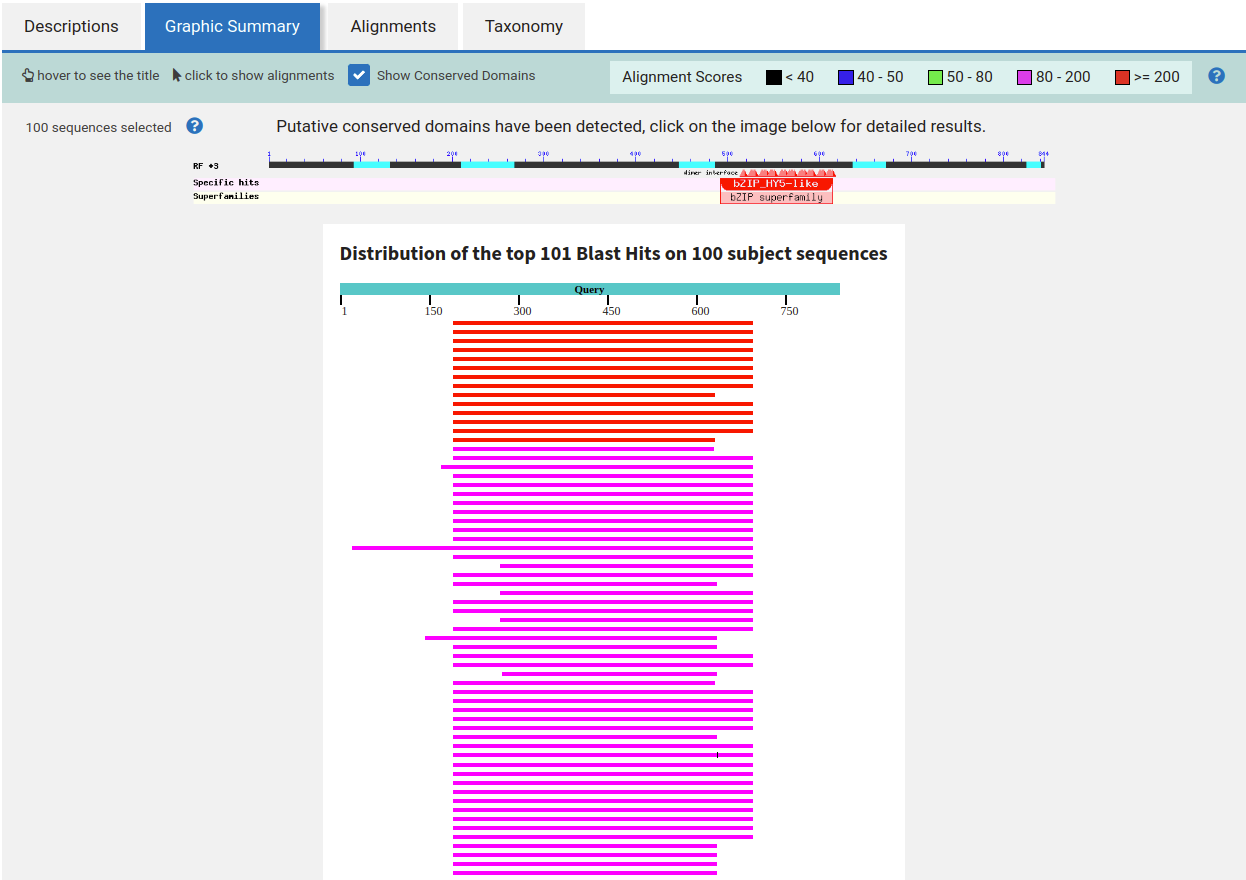 Descriptions Graphic Summary Alignments Taxonomy
hover to see the title click to show alignments Show Conserved Domains Alignment Scores < 40 40 - 50 50 - 80 80 - 200 >= 200 ?
100 sequences selected ? Putative conserved domains have been detected, click on the image below for detailed results.
1 100 200 300 400 500 600 700 800 844
RF +3
dimer interface
Specific hits bZIP_HY5-like
Superfamilies bZIP superfamily
Distribution of the top 101 Blast Hits on 100 subject sequences
Query
1 150 300 450 600 750